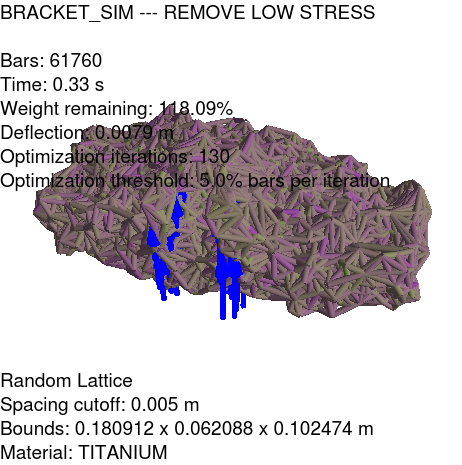 BRACKET_SIM --- REMOVE LOW STRESS
Bars: 61760
Time: 0.33 s
Weight remaining: 118.09%
Deflection: 0.0079 m
Optimization iterations: 130
Optimization threshold: 5.0% bars per iteration
Random Lattice
Spacing cutoff: 0.005 m
Bounds: 0.180912 x 0.062088 x 0.102474 m
Material: TITANIUM